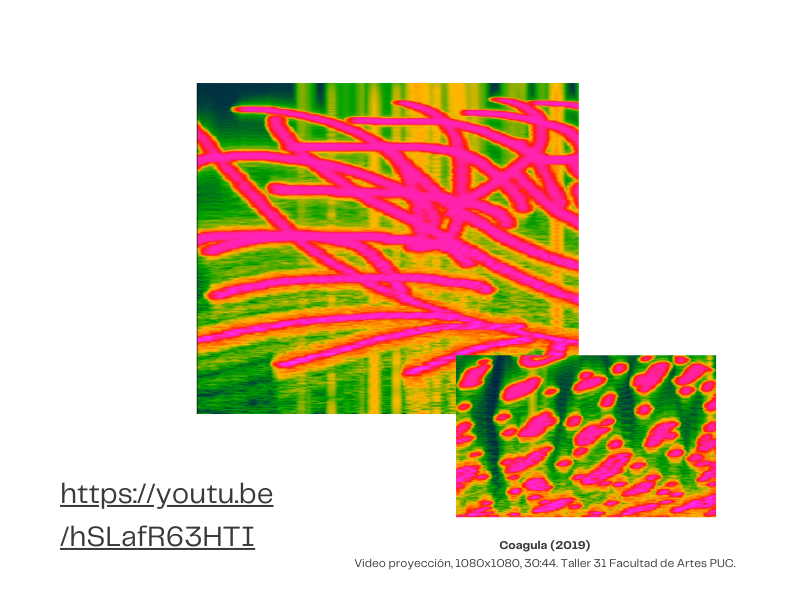 https://youtu.be
/hSLafR63HTI
Coagula (2019)
Video proyección, 1080x1080, 30:44. Taller 31 Facultad de Artes PUC.